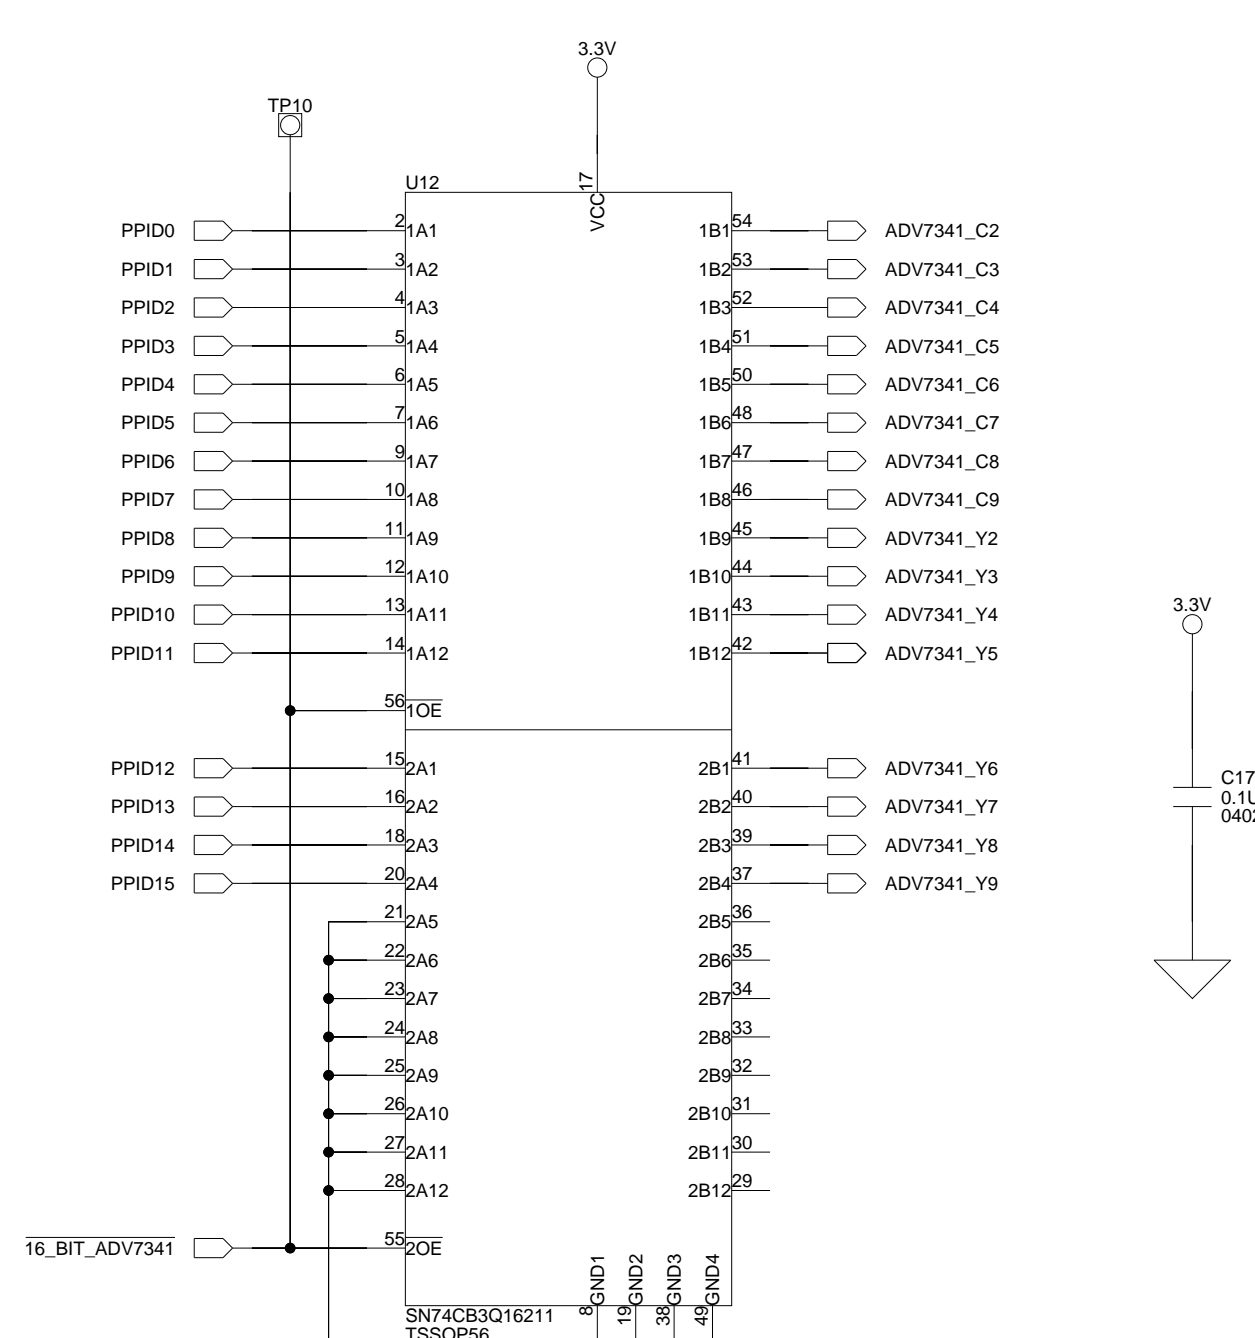 3.3V
TP10
U12
17
VCC
PPID0 2 1A1 1B1 54 ADV7341_C2
PPID1 3 1A2 1B2 53 ADV7341_C3
PPID2 4 1A3 1B3 52 ADV7341_C4
PPID3 5 1A4 1B4 51 ADV7341_C5
PPID4 6 1A5 1B5 50 ADV7341_C6
PPID5 7 1A6 1B6 48 ADV7341_C7
PPID6 9 1A7 1B7 47 ADV7341_C8
PPID7 10 1A8 1B8 46 ADV7341_C9
PPID8 11 1A9 1B9 45 ADV7341_Y2
PPID9 12 1A10 1B10 44 ADV7341_Y3
PPID10 13 1A11 1B11 43 ADV7341_Y4
PPID11 14 1A12 1B12 42 ADV7341_Y5
56 1OE
PPID12 15 2A1 2B1 41 ADV7341_Y6
PPID13 16 2A2 2B2 40 ADV7341_Y7
PPID14 18 2A3 2B3 39 ADV7341_Y8
PPID15 20 2A4 2B4 37 ADV7341_Y9
21 2A5 2B5 36
22 2A6 2B6 35
23 2A7 2B7 34
24 2A8 2B8 33
25 2A9 2B9 32
26 2A10 2B10 31
27 2A11 2B11 30
28 2A12 2B12 29
16_BIT_ADV7341 55 2OE
GND1 GND2 GND3 GND4
8 19 38 49
SN74CB3Q16211
TSSOP56
3.3V
C17
0.1U
0402